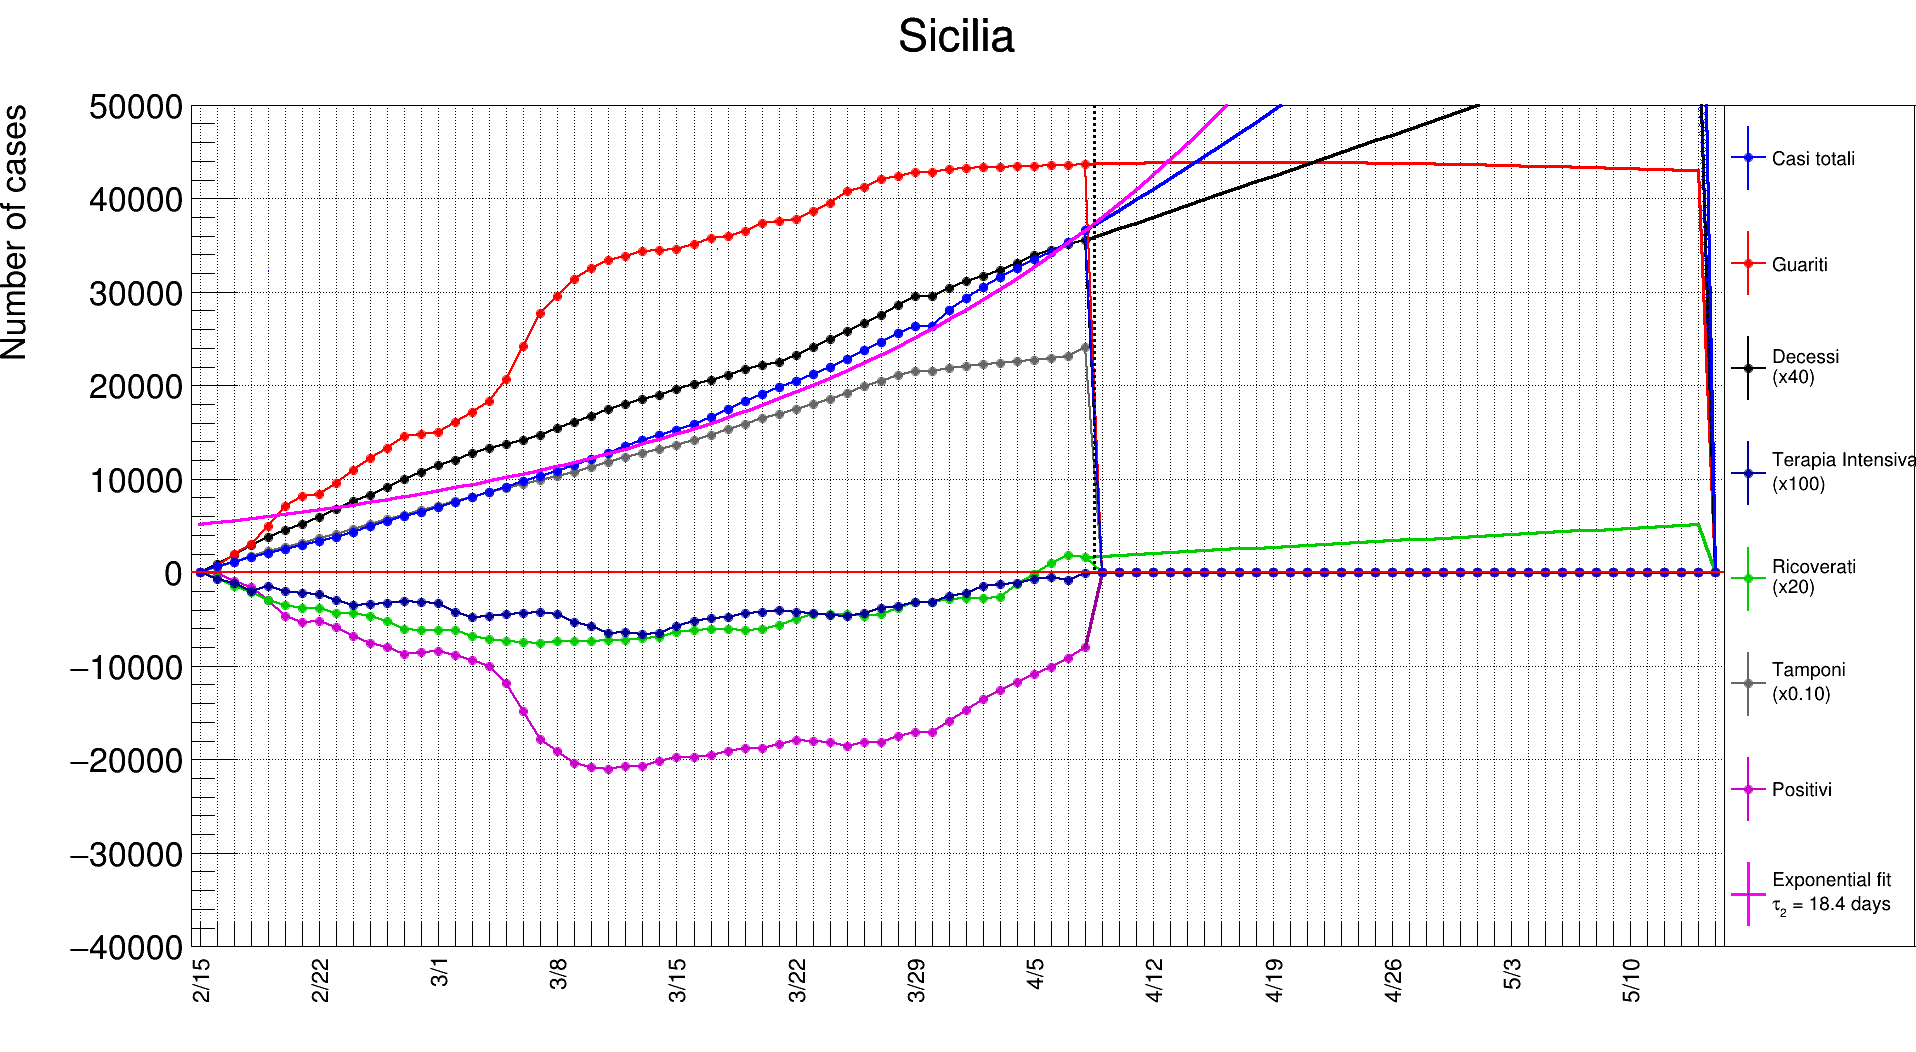 Sicilia
Number of cases
50000
40000
30000
20000
10000
0
−10000
−20000
−30000
−40000
2/15
2/22
3/1
3/8
3/15
3/22
3/29
4/5
4/12
4/19
4/26
5/3
5/10
Casi totali
Guariti
Decessi
(x40)
Terapia Intensiva
(x100)
Ricoverati
(x20)
Tamponi
(x0.10)
Positivi
Exponential fit
τ2 = 18.4 days